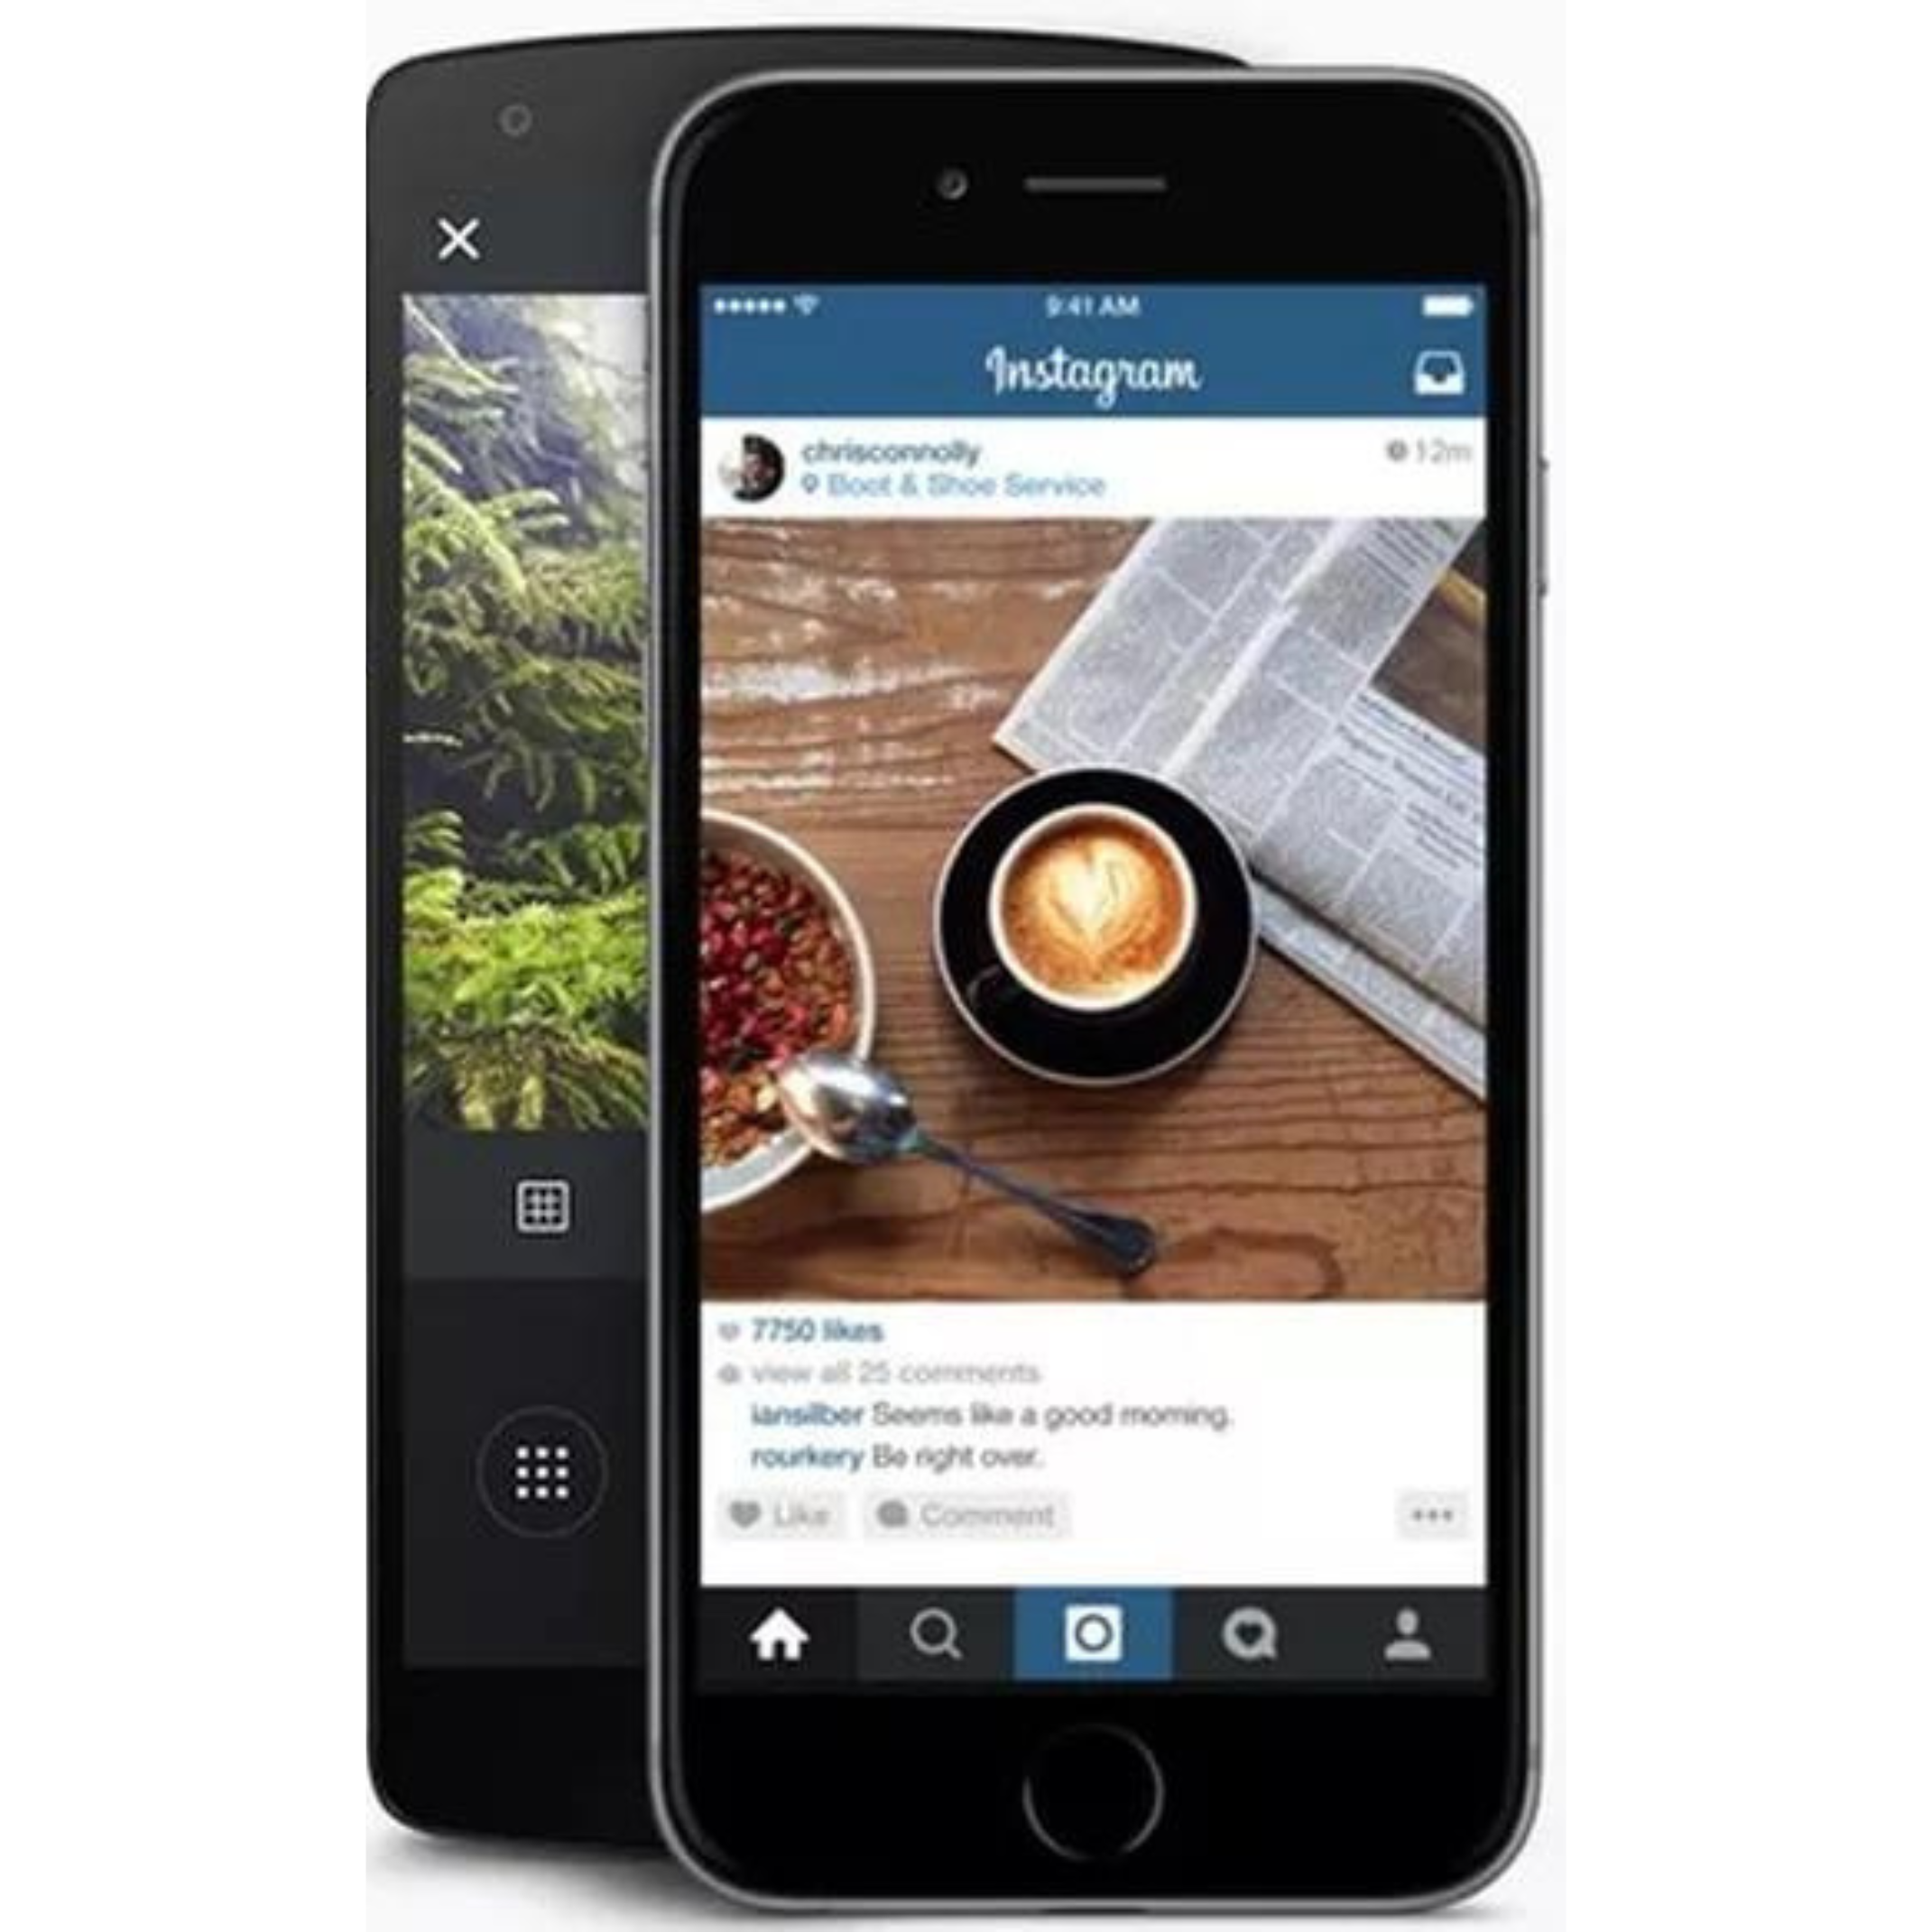 9:41 AM
Instagram
chrisconnolly
12m
Boot & Shoe Service
7750 likes
view all 25 comments
iansilber Seems like a good morning.
rourkery Be right over.
Like
Comment